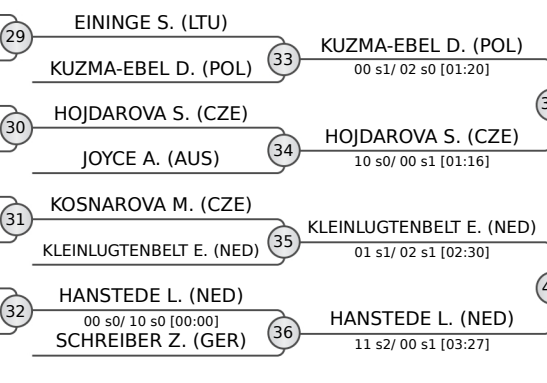 EININGE S. (LTU)
29
KUZMA-EBEL D. (POL)
33
KUZMA-EBEL D. (POL)
00 s1/ 02 s0 [01:20]
HOJDAROVA S. (CZE)
30
JOYCE A. (AUS)
34
HOJDAROVA S. (CZE)
10 s0/ 00 s1 [01:16]
KOSNAROVA M. (CZE)
31
KLEINLUGTENBELT E. (NED)
35
KLEINLUGTENBELT E. (NED)
01 s1/ 02 s1 [02:30]
HANSTEDE L. (NED)
32
00 s0/ 10 s0 [00:00]
SCHREIBER Z. (GER)
36
HANSTEDE L. (NED)
11 s2/ 00 s1 [03:27]